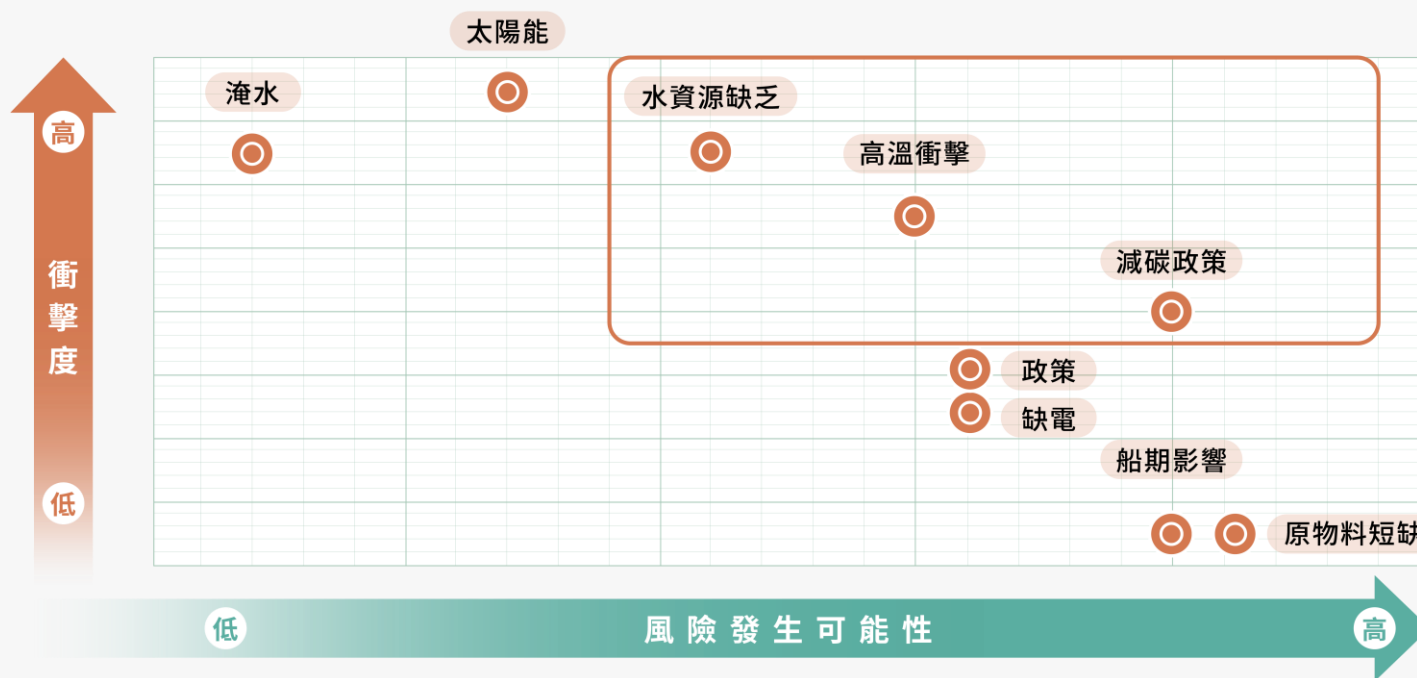 太陽能
淹水
水資源缺乏
高
高溫衝擊
減碳政策
衝擊度
政策
缺電
船期影響
低
原物料短缺
低
風險發生可能性
高